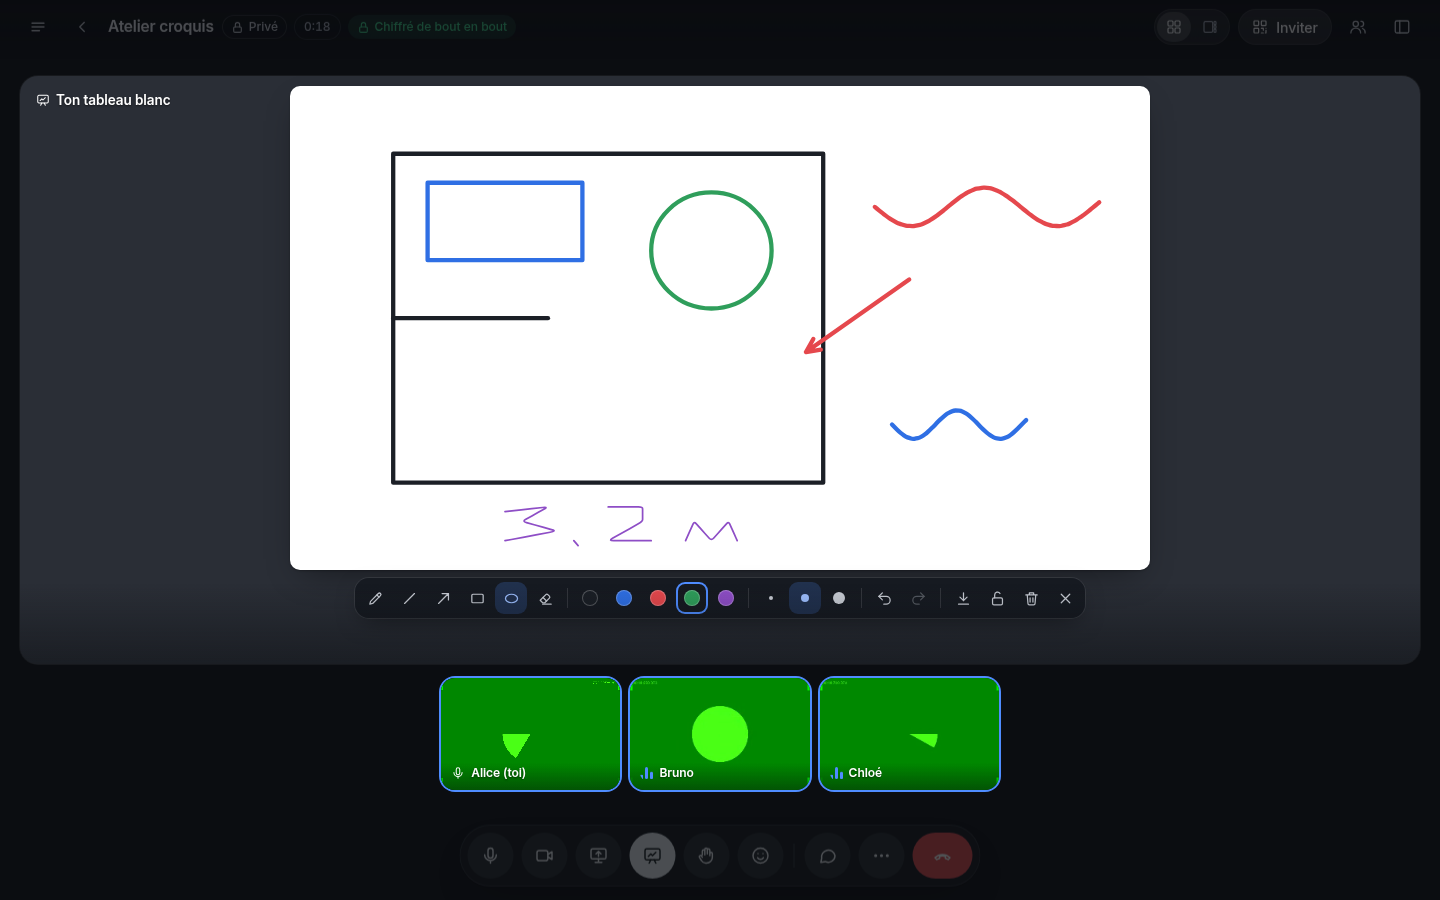 Atelier croquis
Privé
0:18
Chiffré de bout en bout
Inviter
Ton tableau blanc
3.2 m
Alice (toi)
Bruno
Chloé